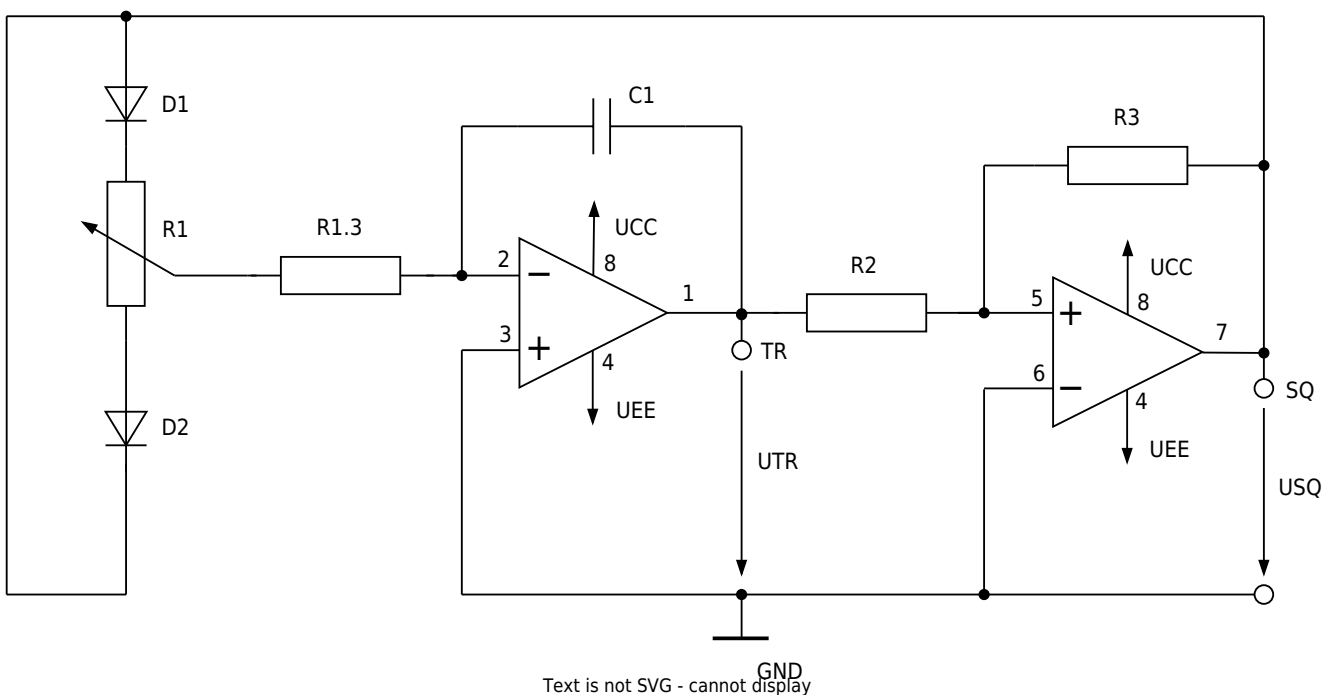 C1
D1
R3
R1
R1.3
UCC
2
8
−
R2
UCC
1
5
8
+
3
+
4
TR
7
6
−
4
SQ
UEE
D2
UEE
UTR
USQ
GND
Text is not SVG - cannot display